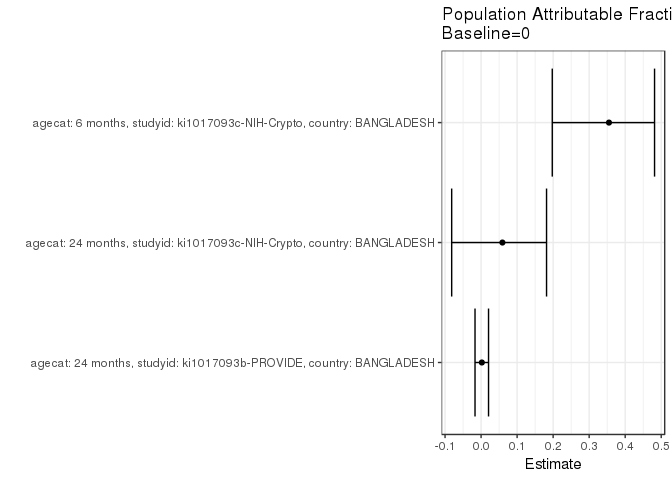 Population Attributable Fracti
Baseline=0
agecat: 6 months, studyid: ki1017093c-NIH-Crypto, country: BANGLADESH
agecat: 24 months, studyid: ki1017093c-NIH-Crypto, country: BANGLADESH
agecat: 24 months, studyid: ki1017093b-PROVIDE, country: BANGLADESH
-0.1 0.0 0.1 0.2 0.3 0.4 0.5
Estimate